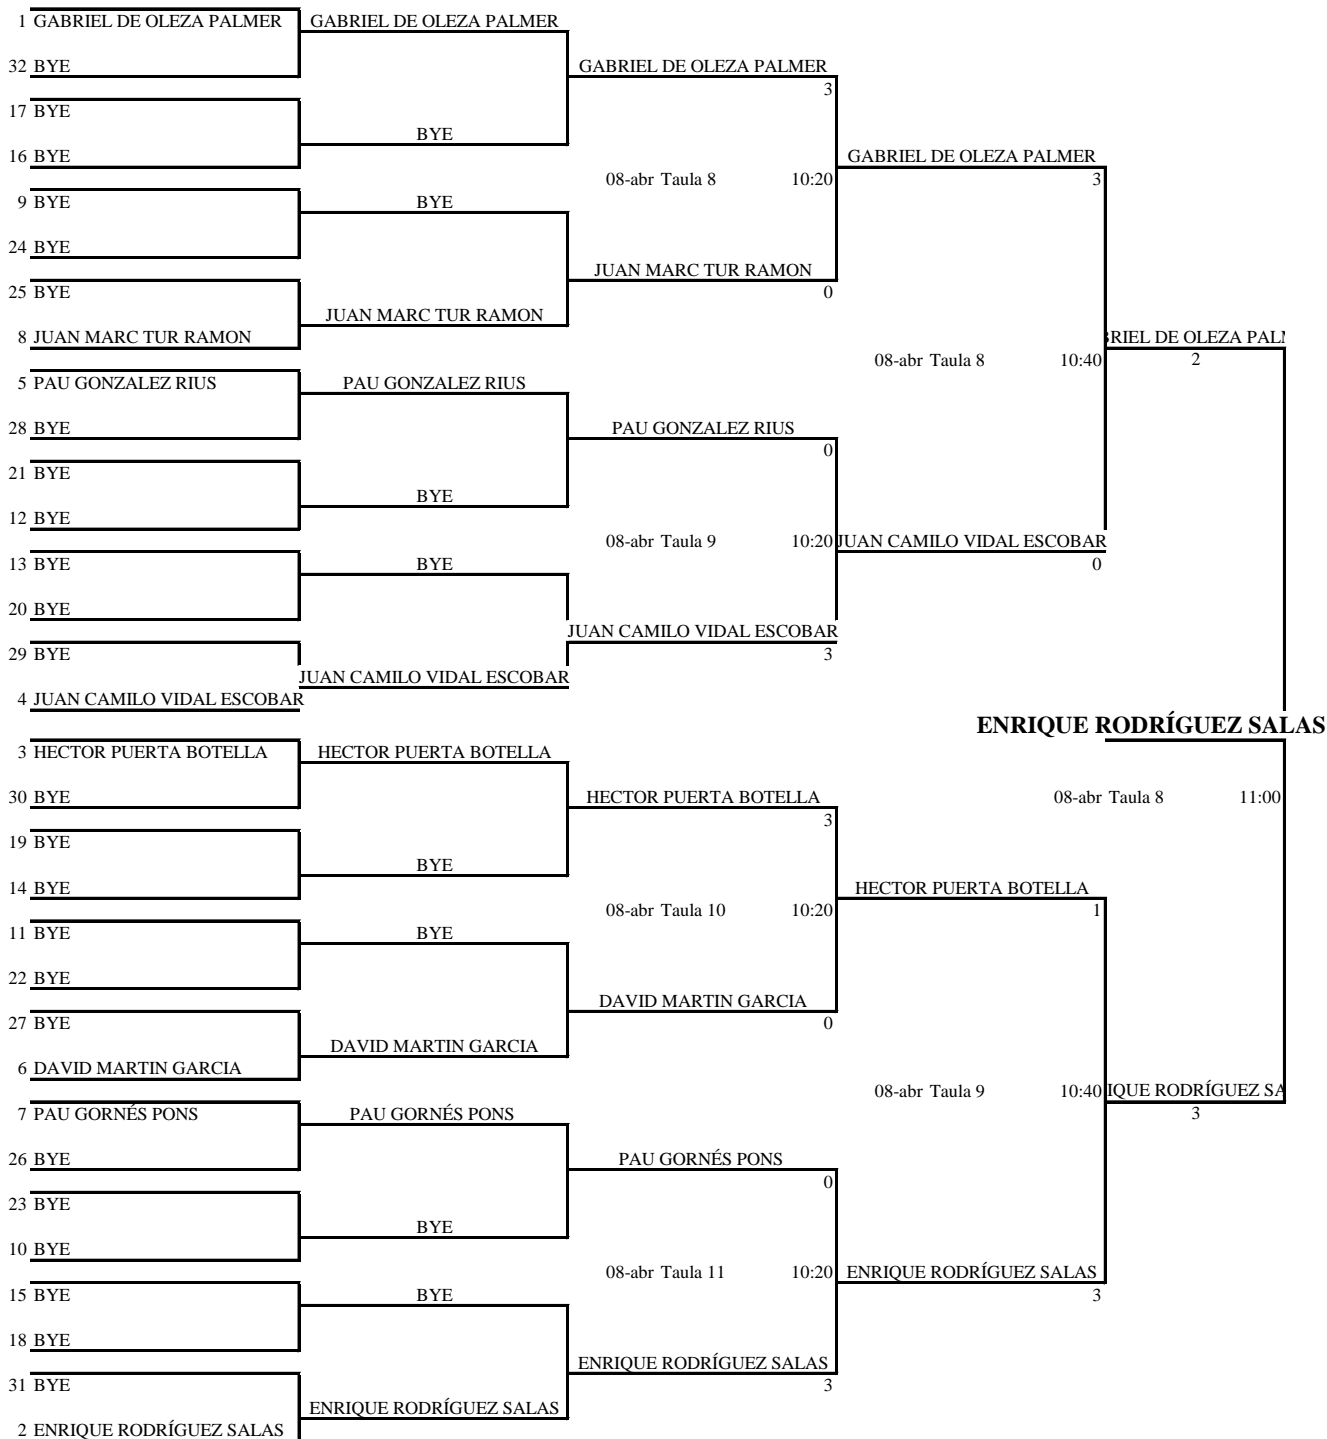 1 GABRIEL DE OLEZA PALMER GABRIEL DE OLEZA PALMER
32 BYE GABRIEL DE OLEZA PALMER
3
17 BYE
BYE
16 BYE GABRIEL DE OLEZA PALMER
08-abr Taula 8 10:20 3
9 BYE BYE
24 BYE
JUAN MARC TUR RAMON
25 BYE 0
JUAN MARC TUR RAMON
8 JUAN MARC TUR RAMON RIEL DE OLEZA PAL
08-abr Taula 8 10:40 2
5 PAU GONZALEZ RIUS PAU GONZALEZ RIUS
28 BYE PAU GONZALEZ RIUS
0
21 BYE
BYE
12 BYE
08-abr Taula 9 10:20 JUAN CAMILO VIDAL ESCOBAR
13 BYE BYE 0
20 BYE
JUAN CAMILO VIDAL ESCOBAR
29 BYE 3
JUAN CAMILO VIDAL ESCOBAR
4 JUAN CAMILO VIDAL ESCOBAR
ENRIQUE RODRÍGUEZ SALAS
3 HECTOR PUERTA BOTELLA HECTOR PUERTA BOTELLA
30 BYE HECTOR PUERTA BOTELLA 08-abr Taula 8 11:00
3
19 BYE
BYE
14 BYE HECTOR PUERTA BOTELLA
08-abr Taula 10 10:20 1
11 BYE BYE
22 BYE
DAVID MARTIN GARCIA
27 BYE 0
DAVID MARTIN GARCIA
6 DAVID MARTIN GARCIA
08-abr Taula 9 10:40 IQUE RODRÍGUEZ SA
7 PAU GORNÉS PONS PAU GORNÉS PONS 3
26 BYE PAU GORNÉS PONS
0
23 BYE
BYE
10 BYE
08-abr Taula 11 10:20 ENRIQUE RODRÍGUEZ SALAS
15 BYE BYE 3
18 BYE
ENRIQUE RODRÍGUEZ SALAS
31 BYE 3
ENRIQUE RODRÍGUEZ SALAS
2 ENRIQUE RODRÍGUEZ SALAS